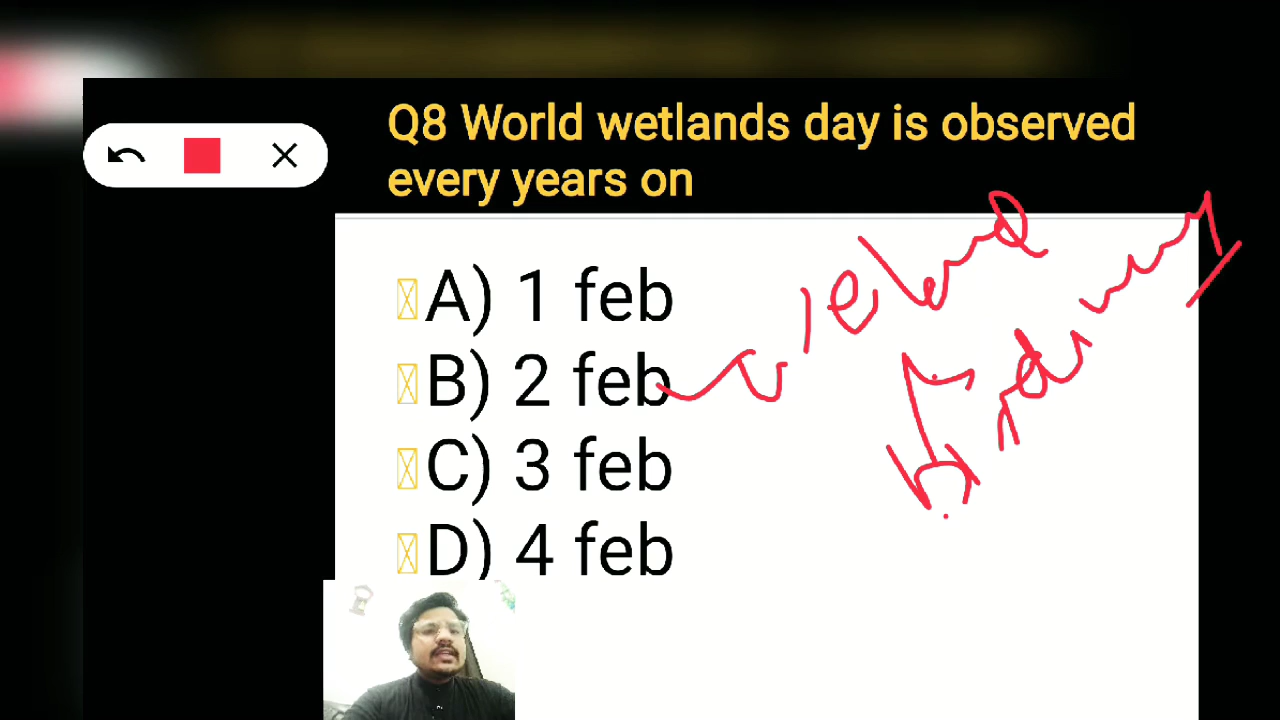 Q8 World wetlands day is observed
every years on
A) 1 feb
B) 2 feb
C) 3 feb
D) 4 feb